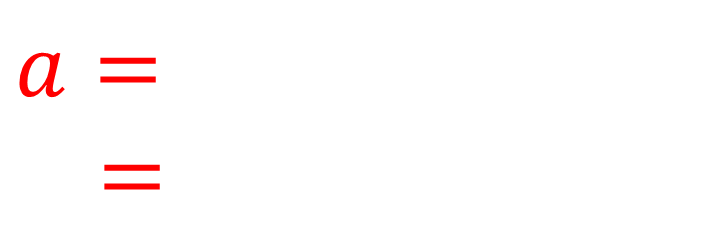 a =
=